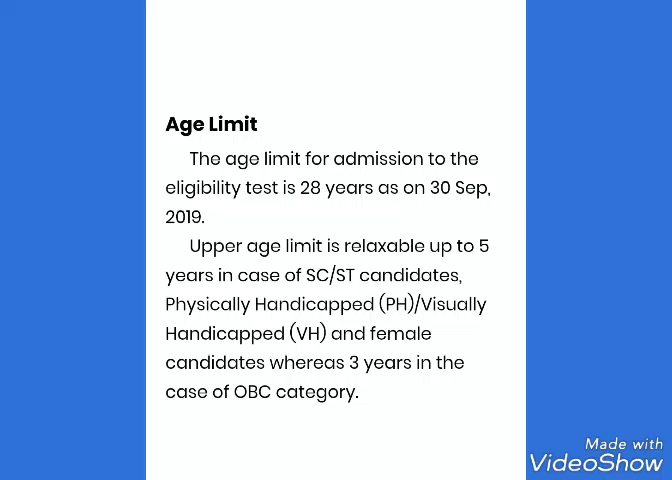 Age Limit
The age limit for admission to the
eligibility test is 28 years as on 30 Sep,
2019.
Upper age limit is relaxable up to 5
years in case of SC/ST candidates,
Physically Handicapped (PH)/Visually
Handicapped (VH) and female
candidates whereas 3 years in the
case of OBC category.
Made with
VideoShow